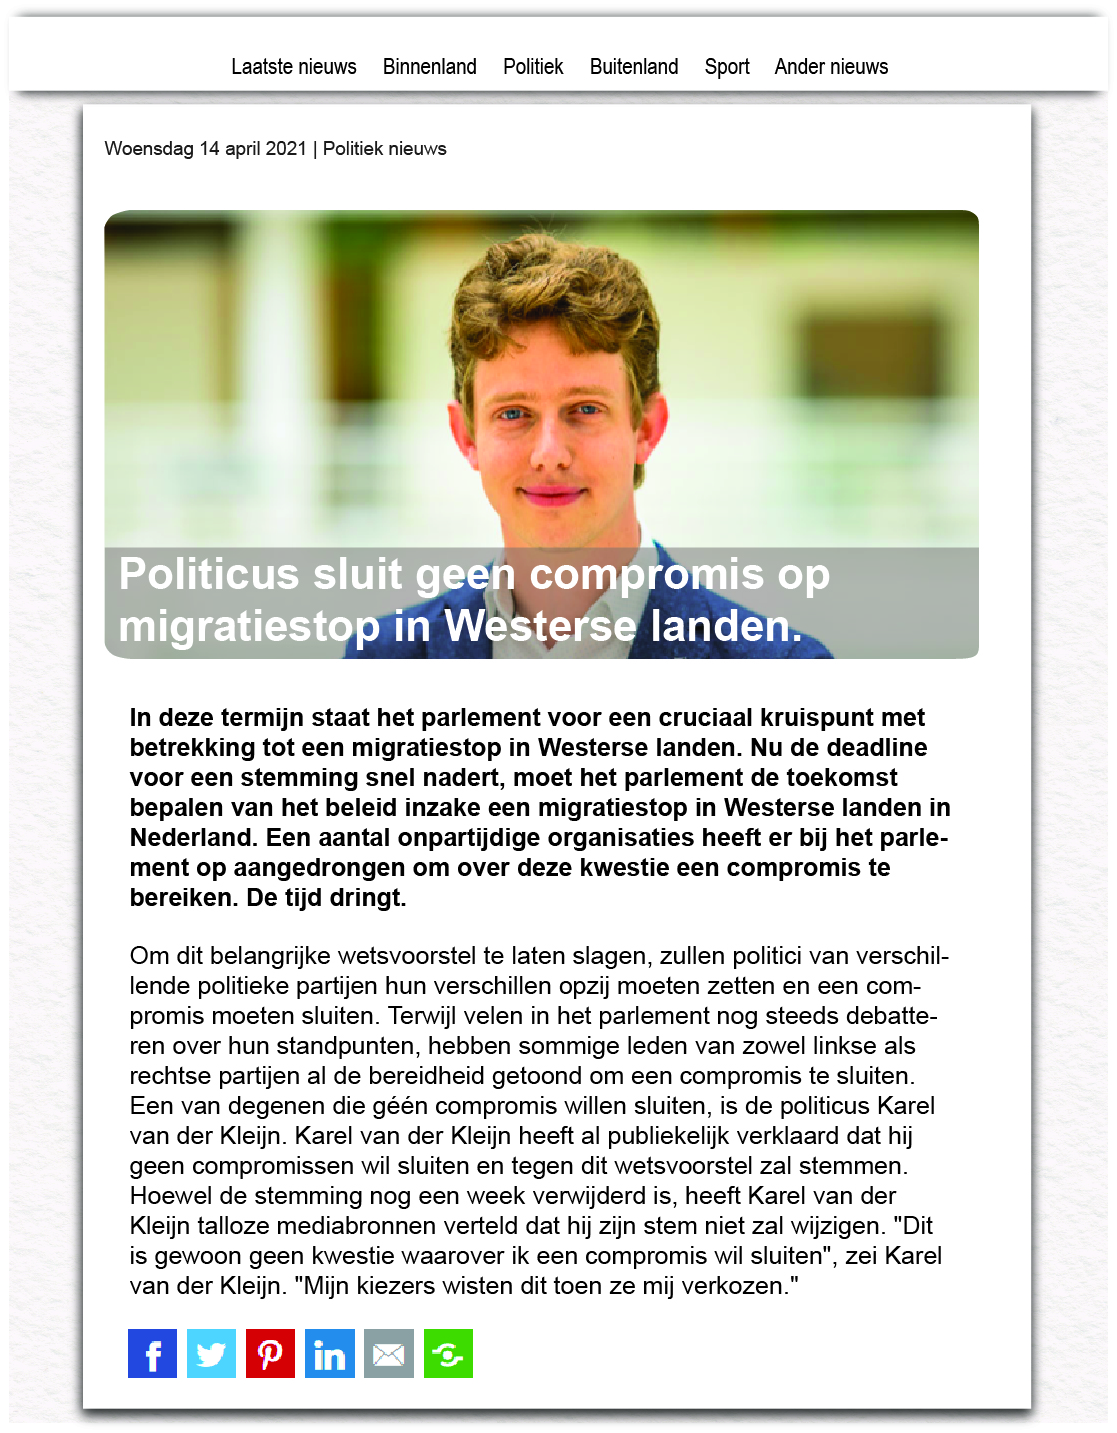 Laatste nieuws Binnenland Politiek Buitenland Sport Ander nieuws
Woensdag 14 april 2021 | Politiek nieuws
Politicus sluit geen compromis op
migratiestop in Westerse landen.
In deze termijn staat het parlement voor een cruciaal kruispunt met
betrekking tot een migratiestop in Westerse landen. Nu de deadline
voor een stemming snel nadert, moet het parlement de toekomst
bepalen van het beleid inzake een migratiestop in Westerse landen in
Nederland. Een aantal onpartijdige organisaties heeft er bij het parle-
ment op aangedrongen om over deze kwestie een compromis te
bereiken. De tijd dringt.
Om dit belangrijke wetsvoorstel te laten slagen, zullen politici van verschil-
lende politieke partijen hun verschillen opzij moeten zetten en een com-
promis moeten sluiten. Terwijl velen in het parlement nog steeds debatte-
ren over hun standpunten, hebben sommige leden van zowel linkse als
rechtse partijen al de bereidheid getoond om een compromis te sluiten.
Een van degenen die géén compromis willen sluiten, is de politicus Karel
van der Kleijn. Karel van der Kleijn heeft al publiekelijk verklaard dat hij
geen compromissen wil sluiten en tegen dit wetsvoorstel zal stemmen.
Hoewel de stemming nog een week verwijderd is, heeft Karel van der
Kleijn talloze mediabronnen verteld dat hij zijn stem niet zal wijzigen. "Dit
is gewoon geen kwestie waarover ik een compromis wil sluiten", zei Karel
van der Kleijn. "Mijn kiezers wisten dit toen ze mij verkozen."